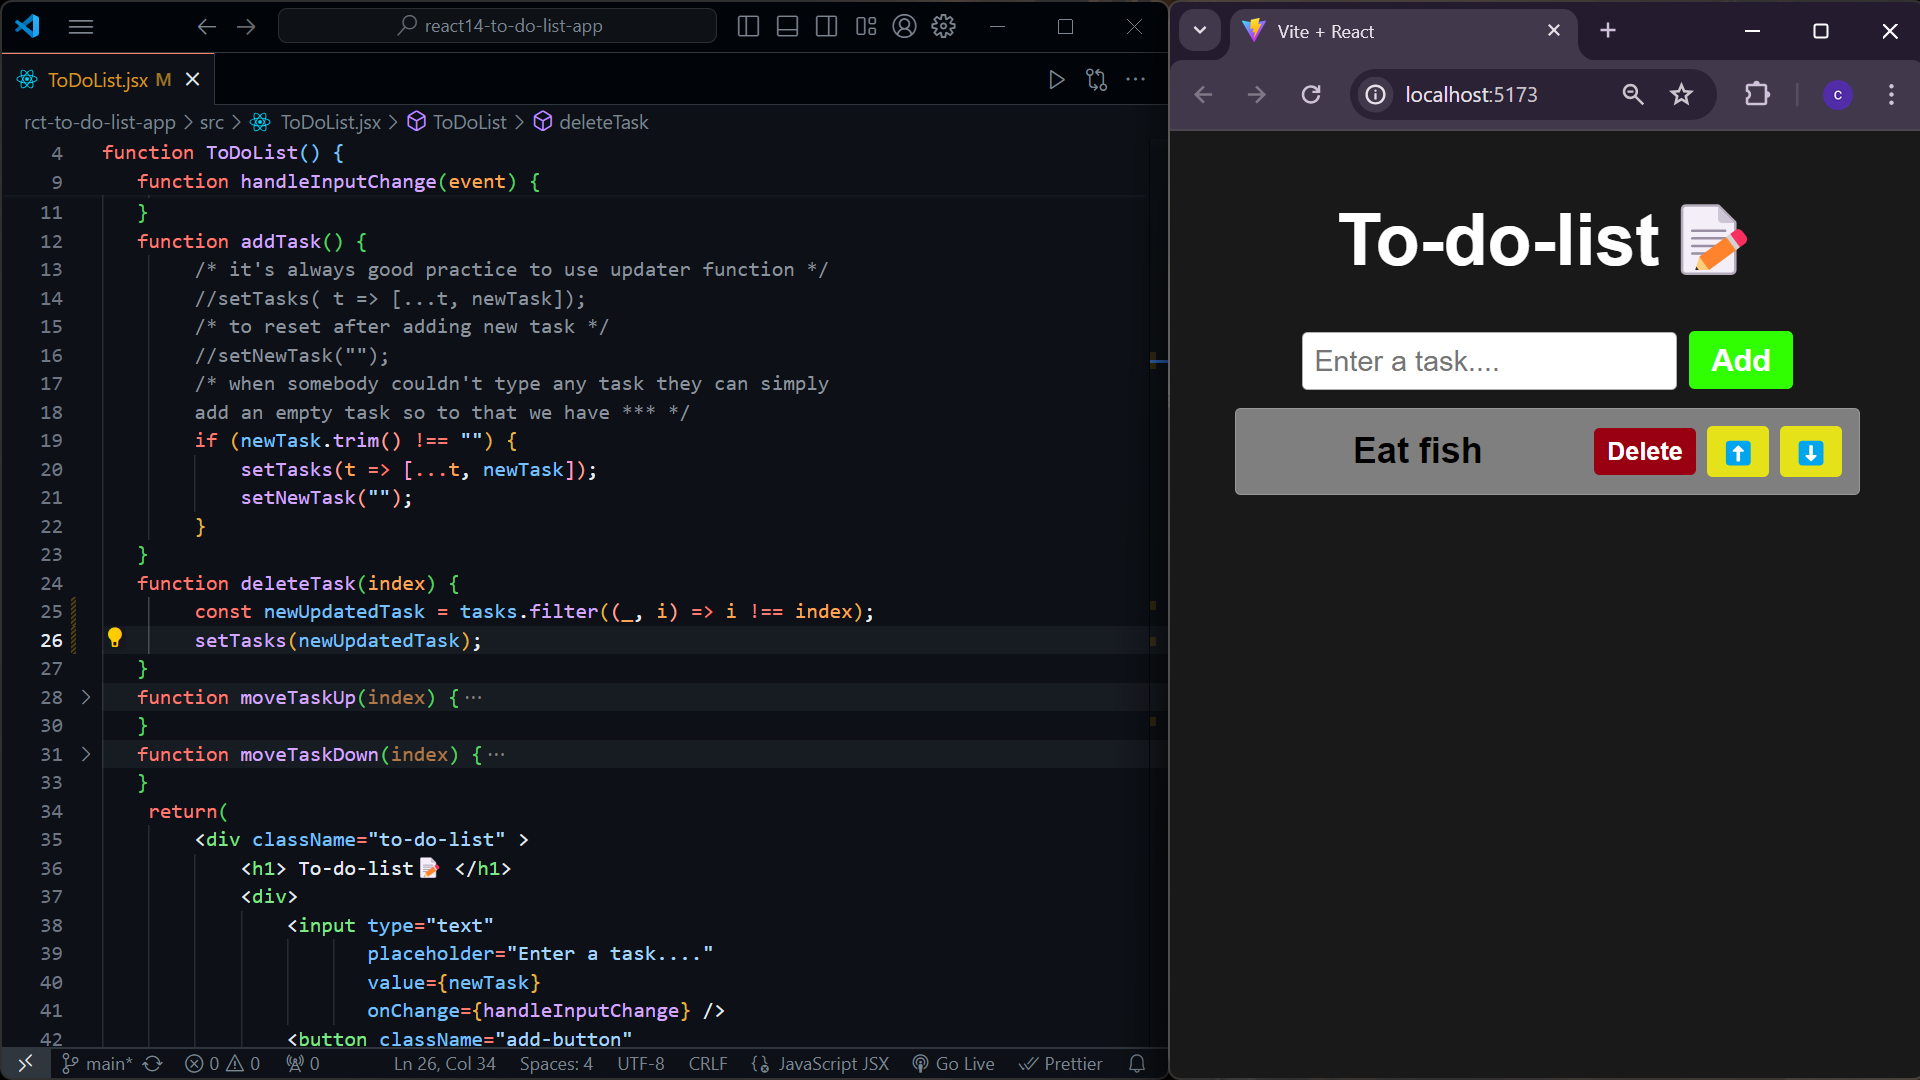 react14-to-do-list-app
ToDoList.jsx M
rct-to-do-list-app > src > ToDoList.jsx > ToDoList > deleteTask
4 function ToDoList() {
9 function handleInputChange(event) {
11 }
12 function addTask() {
13 /* it's always good practice to use updater function */
14 //setTasks( t => [...t, newTask]);
15 /* to reset after adding new task */
16 //setNewTask("");
17 /* when somebody couldn't type any task they can simply
18 add an empty task so to that we have *** */
19 if (newTask.trim() !== "") {
20 setTasks(t => [...t, newTask]);
21 setNewTask("");
22 }
23 }
24 function deleteTask(index) {
25 const newUpdatedTask = tasks.filter((_, i) => i !== index);
26 setTasks(newUpdatedTask);
27 }
28 function moveTaskUp(index) {···
30 }
31 function moveTaskDown(index) {···
33 }
34 return(
35 <div className="to-do-list" >
36 <h1> To-do-list📝 </h1>
37 <div>
38 <input type="text"
39 placeholder="Enter a task...."
40 value={newTask}
41 onChange={handleInputChange} />
42 <button className="add-button"
main* 0 0 0 Ln 26, Col 34 Spaces: 4 UTF-8 CRLF JavaScript JSX Go Live Prettier
Vite + React
localhost:5173
c
To-do-list 📝
Enter a task.... Add
Eat fish Delete ⬆️ ⬇️